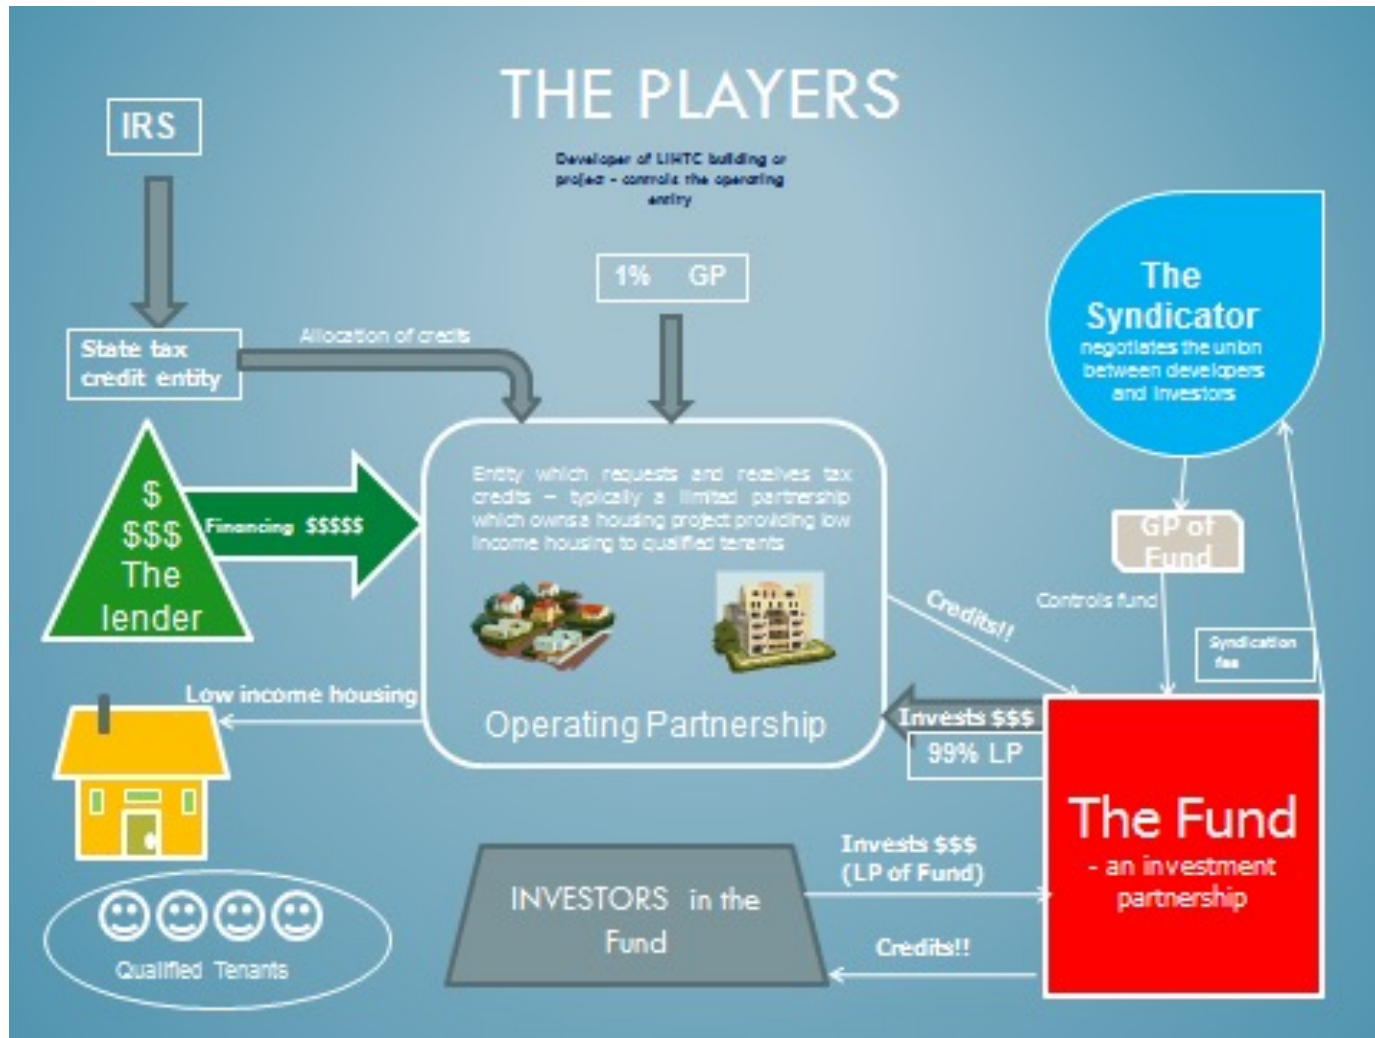 THE PLAYERS
IRS
Developer of LIHTC building or
project - controls the operating
entity
1% GP
The
Syndicator
negotiates the union
between developers
and investors
State tax
credit entity
Allocation of credits
$
$$$
The
lender
Financing $$$$$
Entity which requests and receives tax
credits – typically a limited partnership
which owns a housing project providing low
income housing to qualified tenants
Operating Partnership
GP of
Fund
Controls fund
Syndication
fee
Credits!!
Low income housing
Invests $$$
99% LP
The Fund
- an investment
partnership
Invests $$$
(LP of Fund)
INVESTORS in the
Fund
Credits!!
Qualified Tenants